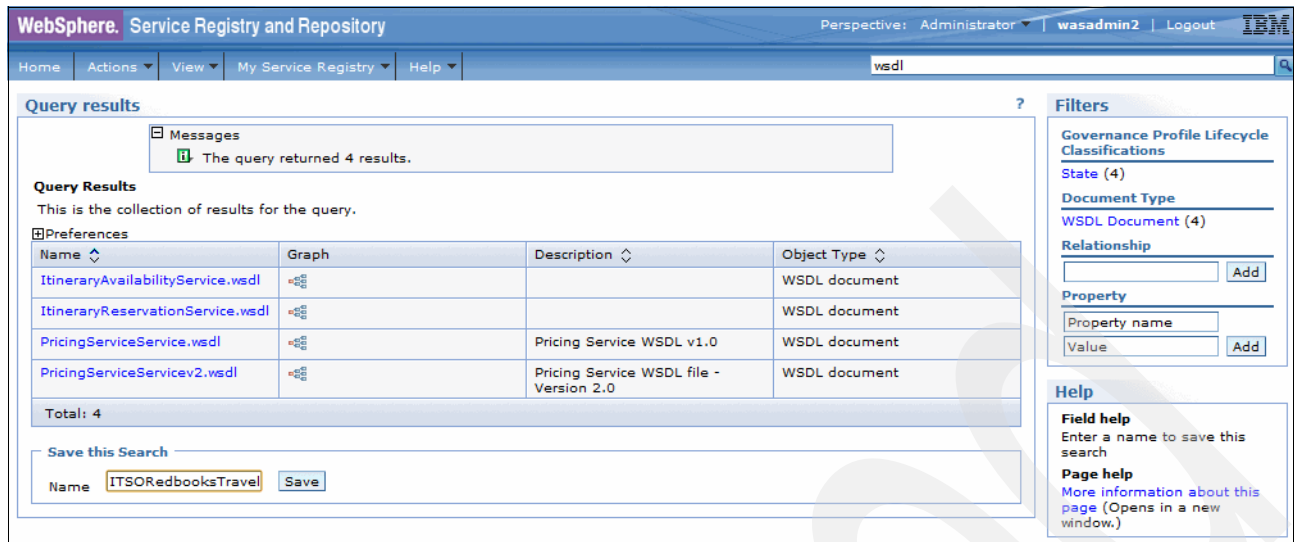 WebSphere. Service Registry and Repository
Perspective: Administrator | wasadmin2 | Logout IBM
Home Actions View My Service Registry Help
wsdl
Query results ?
Messages
The query returned 4 results.
Query Results
This is the collection of results for the query.
Preferences
Name Graph Description Object Type
ItineraryAvailabilityService.wsdl WSDL document
ItineraryReservationService.wsdl WSDL document
PricingServiceService.wsdl Pricing Service WSDL v1.0 WSDL document
PricingServiceServicev2.wsdl Pricing Service WSDL file - WSDL document
Version 2.0
Total: 4
Save this Search
Name ITSORedbooksTravel Save
Filters
Governance Profile Lifecycle
Classifications
State (4)
Document Type
WSDL Document (4)
Relationship
Add
Property
Property name
Value Add
Help
Field help
Enter a name to save this
search
Page help
More information about this
page (Opens in a new
window.)